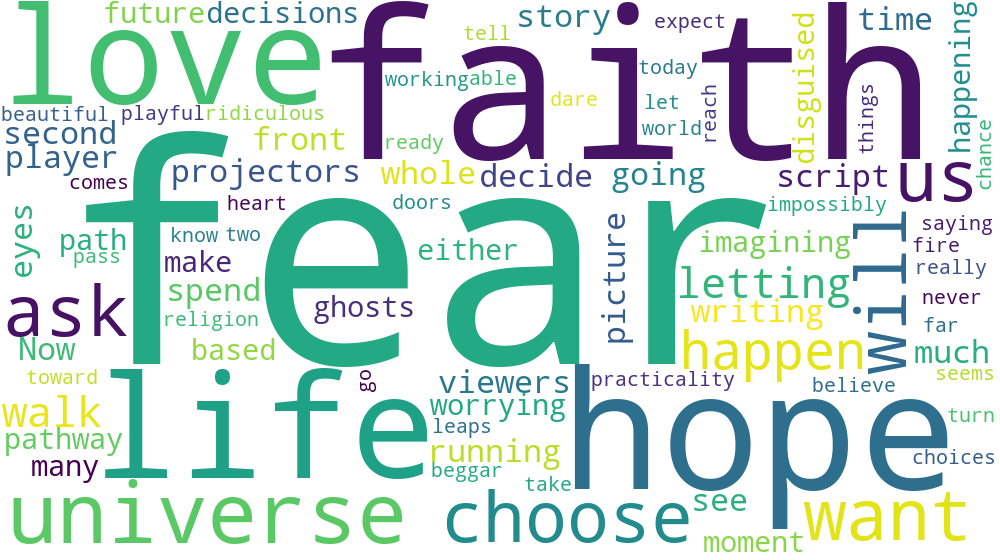 love
faith
future
decisions
story
tell
expect
time
disguised
happening
working
able
today
dare
let
reach
things
world
chance
beautiful
playful
ridiculous
second
front
ready
player
projectors
whole
decide
going
script
us
comes
fear
heart
doors
impossibly
eyes
path
know
two
pass
either
picture
imagining
will
saying
fire
make
really
ask
spend
ghosts
letting
never
religion
writing
far
Now
based
happen
much
toward
life
go
viewers
practicality
believe
seems
walk
worrying
hope
turn
pathway
leaps
choices
many
running
beggar
take
universe
choose
see
want
moment